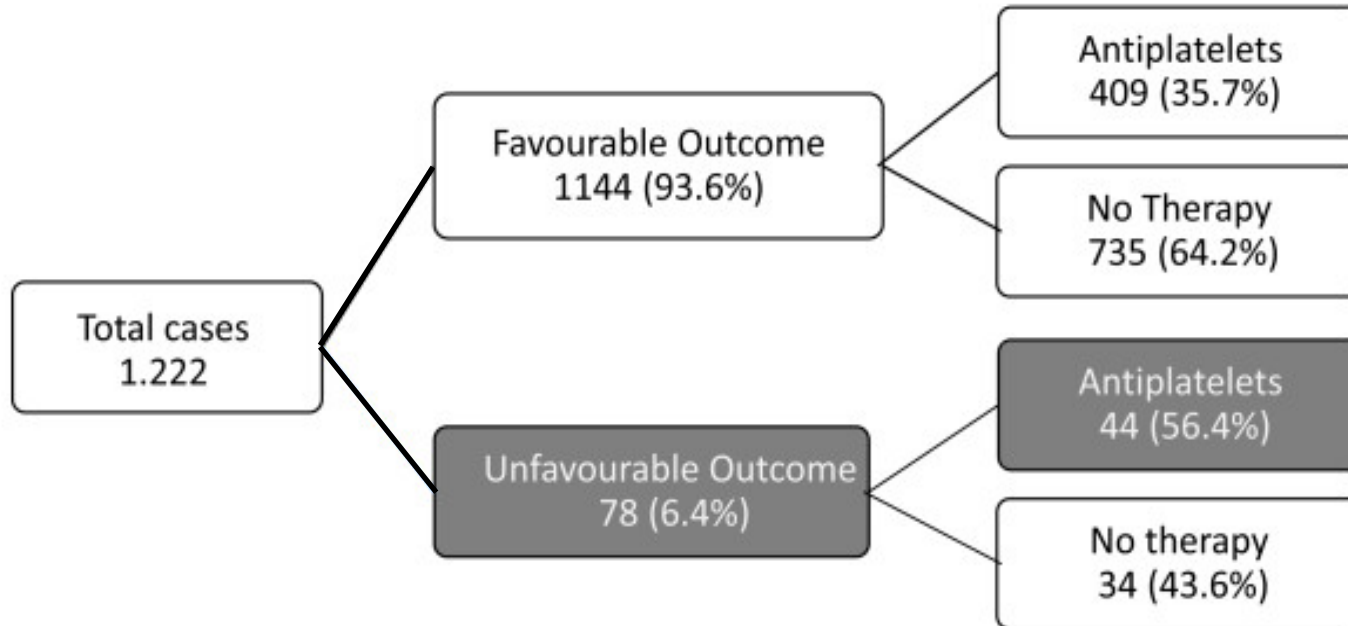 Total cases
1.222
Favourable Outcome
1144 (93.6%)
Antiplatelets
409 (35.7%)
No Therapy
735 (64.2%)
Unfavourable Outcome
78 (6.4%)
Antiplatelets
44 (56.4%)
No therapy
34 (43.6%)